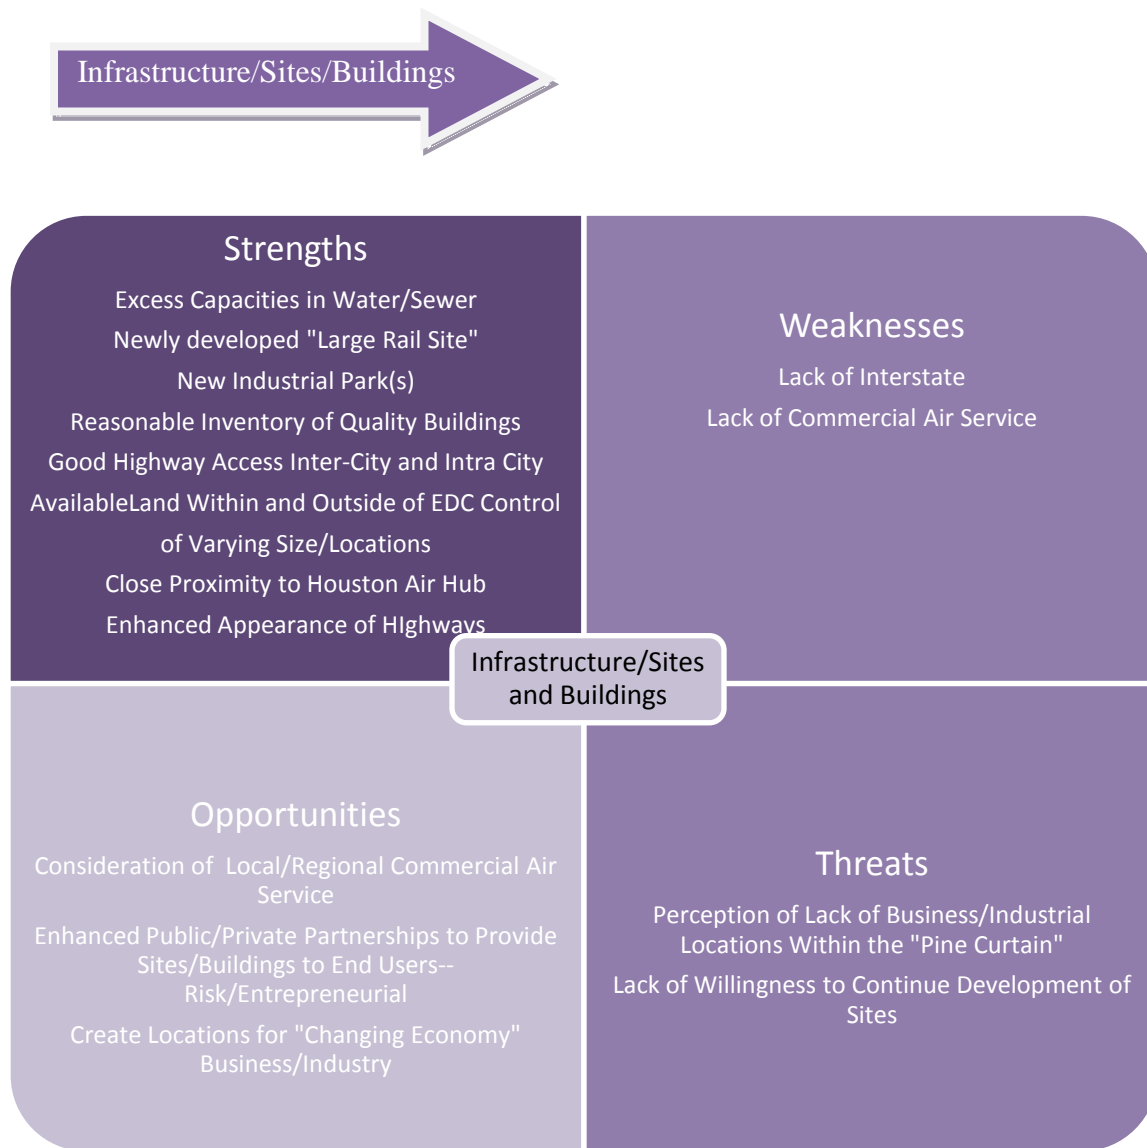 Infrastructure/Sites/Buildings
Strengths
Excess Capacities in Water/Sewer
Newly developed "Large Rail Site"
New Industrial Park(s)
Reasonable Inventory of Quality Buildings
Good Highway Access Inter-City and Intra City
AvailableLand Within and Outside of EDC Control
of Varying Size/Locations
Close Proximity to Houston Air Hub
Enhanced Appearance of HIghways
Weaknesses
Lack of Interstate
Lack of Commercial Air Service
Infrastructure/Sites
and Buildings
Opportunities
Consideration of  Local/Regional Commercial Air
Service
Enhanced Public/Private Partnerships to Provide
Sites/Buildings to End Users--
Risk/Entrepreneurial
Create Locations for "Changing Economy"
Business/Industry
Threats
Perception of Lack of Business/Industrial
Locations Within the "Pine Curtain"
Lack of Willingness to Continue Development of
Sites